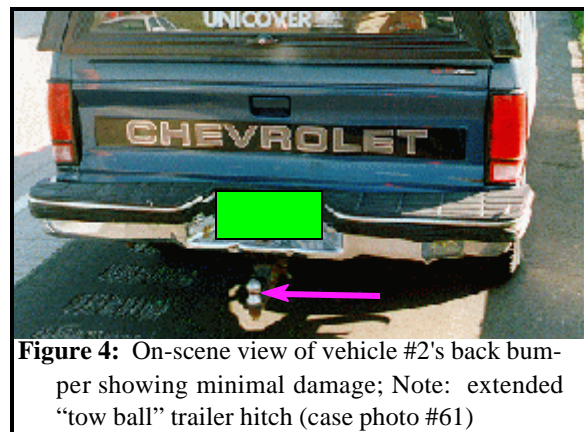 UNICOVER
CHEVROLET
Figure 4: On-scene view of vehicle #2's back bum-
per showing minimal damage; Note: extended
“tow ball” trailer hitch (case photo #61)